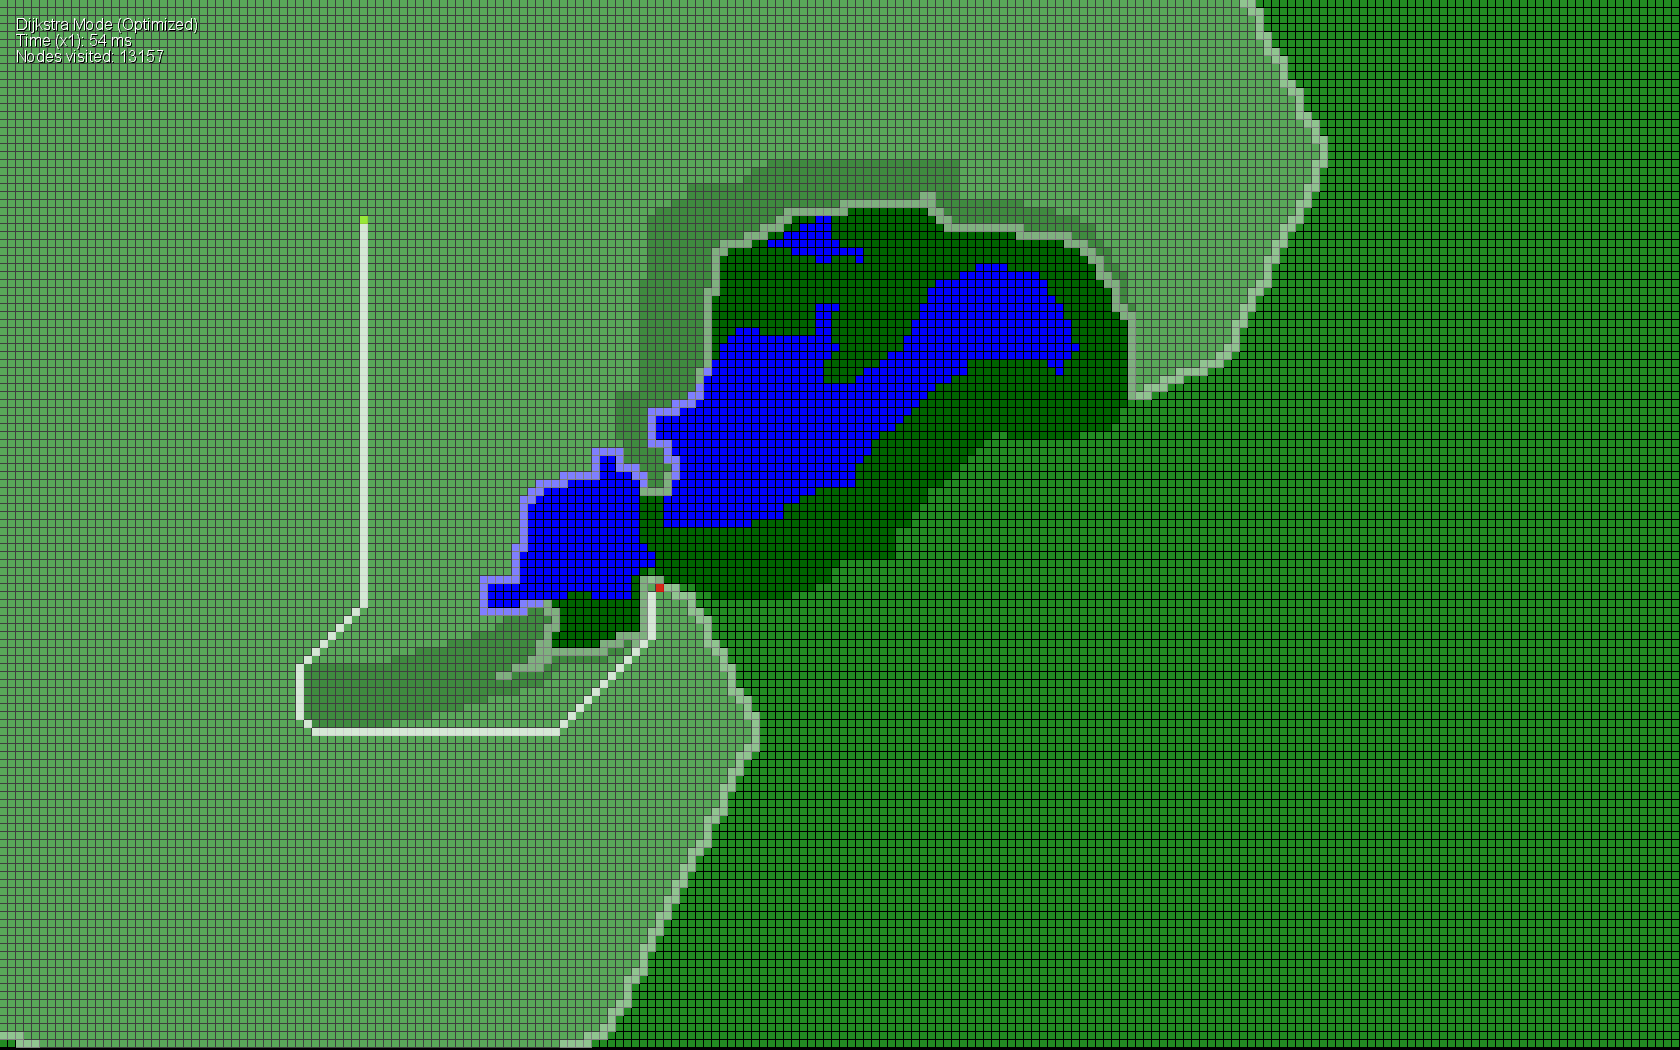 Dijkstra Mode (Optimized)
Time (x1): 54 ms
Nodes visited: 13157